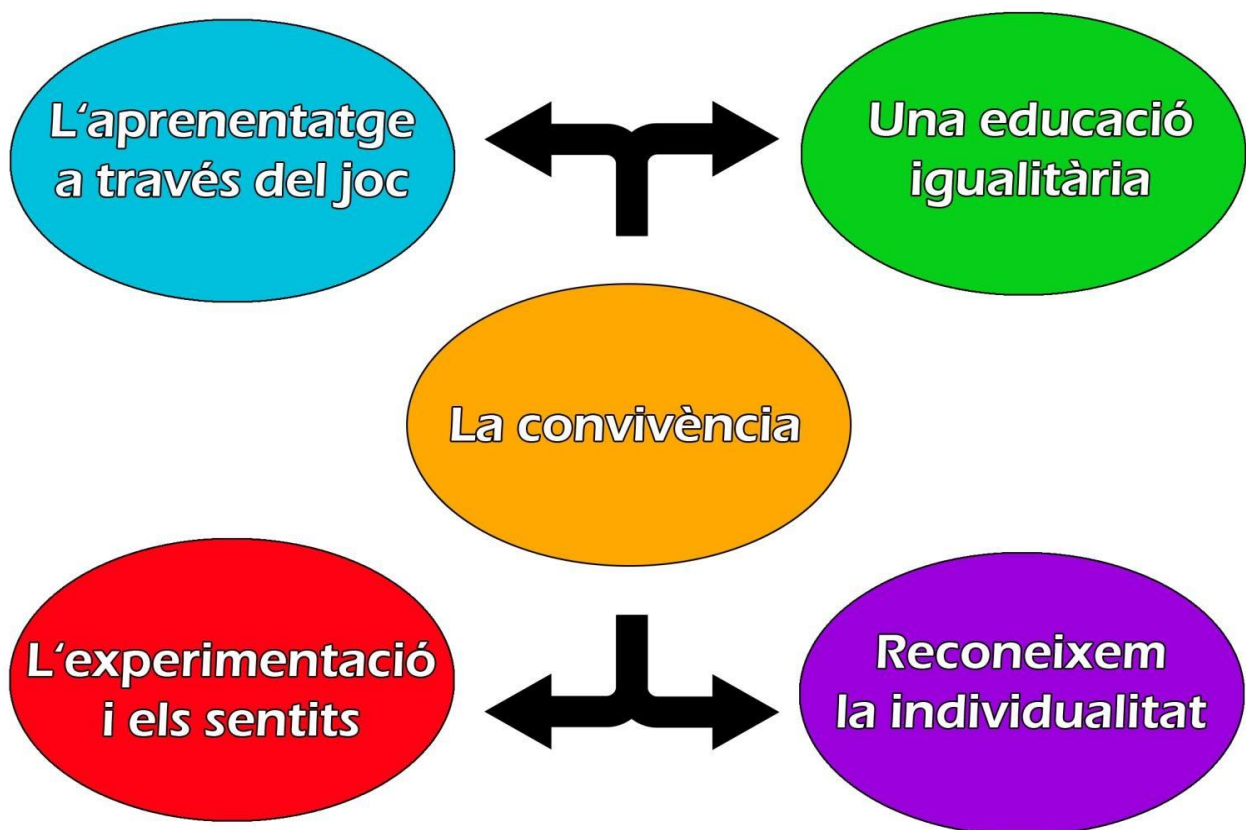 L‘aprenentatge
a través del joc
Una educació
igualitària
La convivència
L‘experimentació
i els sentits
Reconeixem
la individualitat